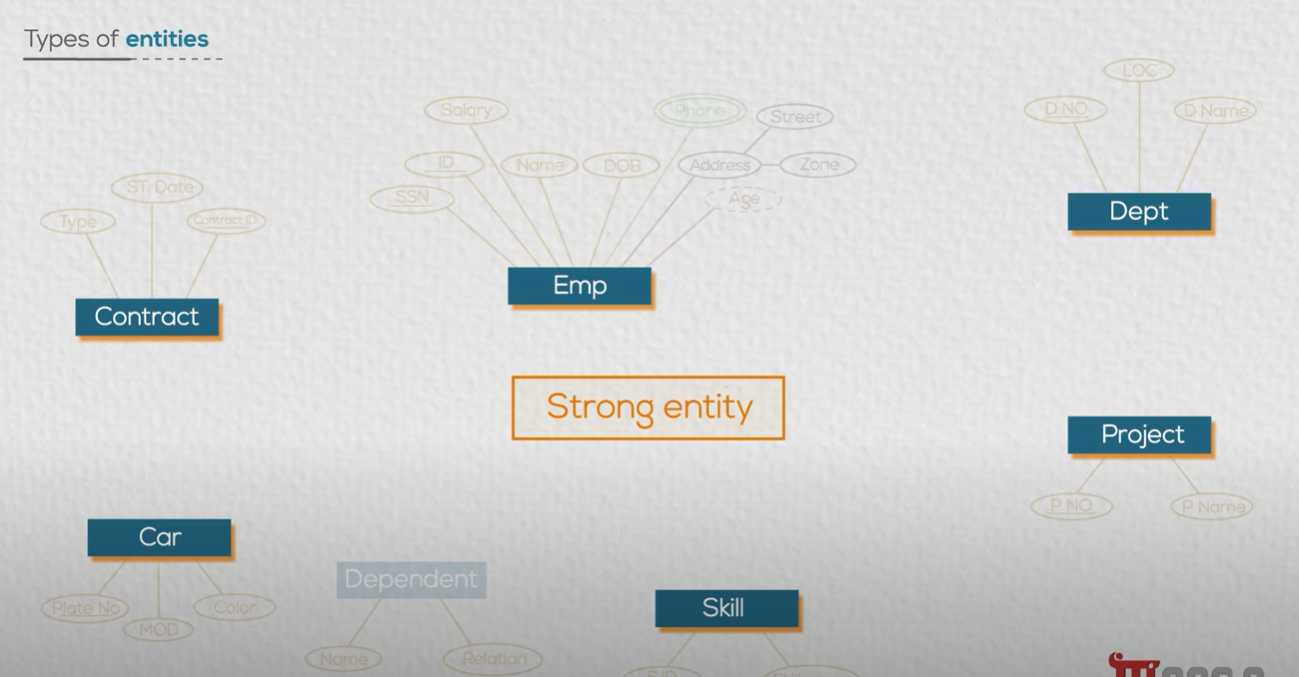 Types of entities
LOC
D NO
D Name
Salary
Phone
Street
ID
Name
DOB
Address
Zone
SSN
Age
ST. Date
Type
Contract ID
Dept
Emp
Contract
Strong entity
Project
P NO
P Name
Car
Dependent
Skill
Plate No
Color
MOD
Name
Relation